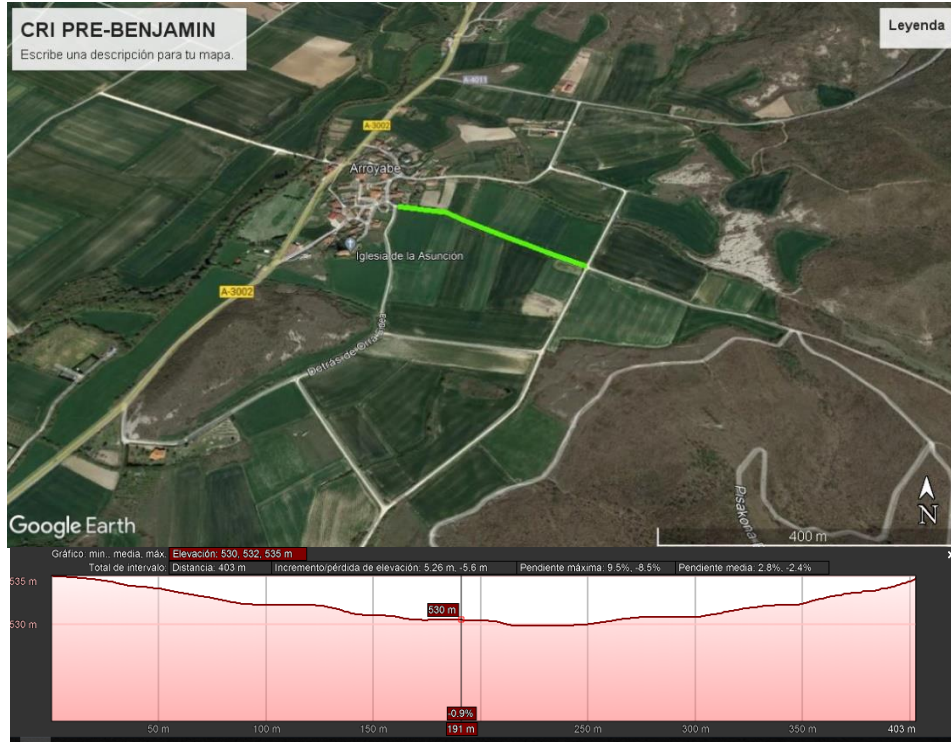 CRI PRE-BENJAMIN
Escribe una descripción para tu mapa.
Leyenda
A-4011
A-3002
Arroyabe
Iglesia de la Asunción
A-3002
Detrás de
N
Google Earth
400 m
Gráfico: min., media, máx. Elevación: 530, 532, 535 m
Total de intervalo: Distancia: 403 m Incremento/pérdida de elevación: 5.26 m, -5.6 m Pendiente máxima: 9.5%, -8.5% Pendiente media: 2.8%, -2.4%
535 m
530 m
530 m
-0.9%
50 m 100 m 150 m 191 m 250 m 300 m 350 m 403 m